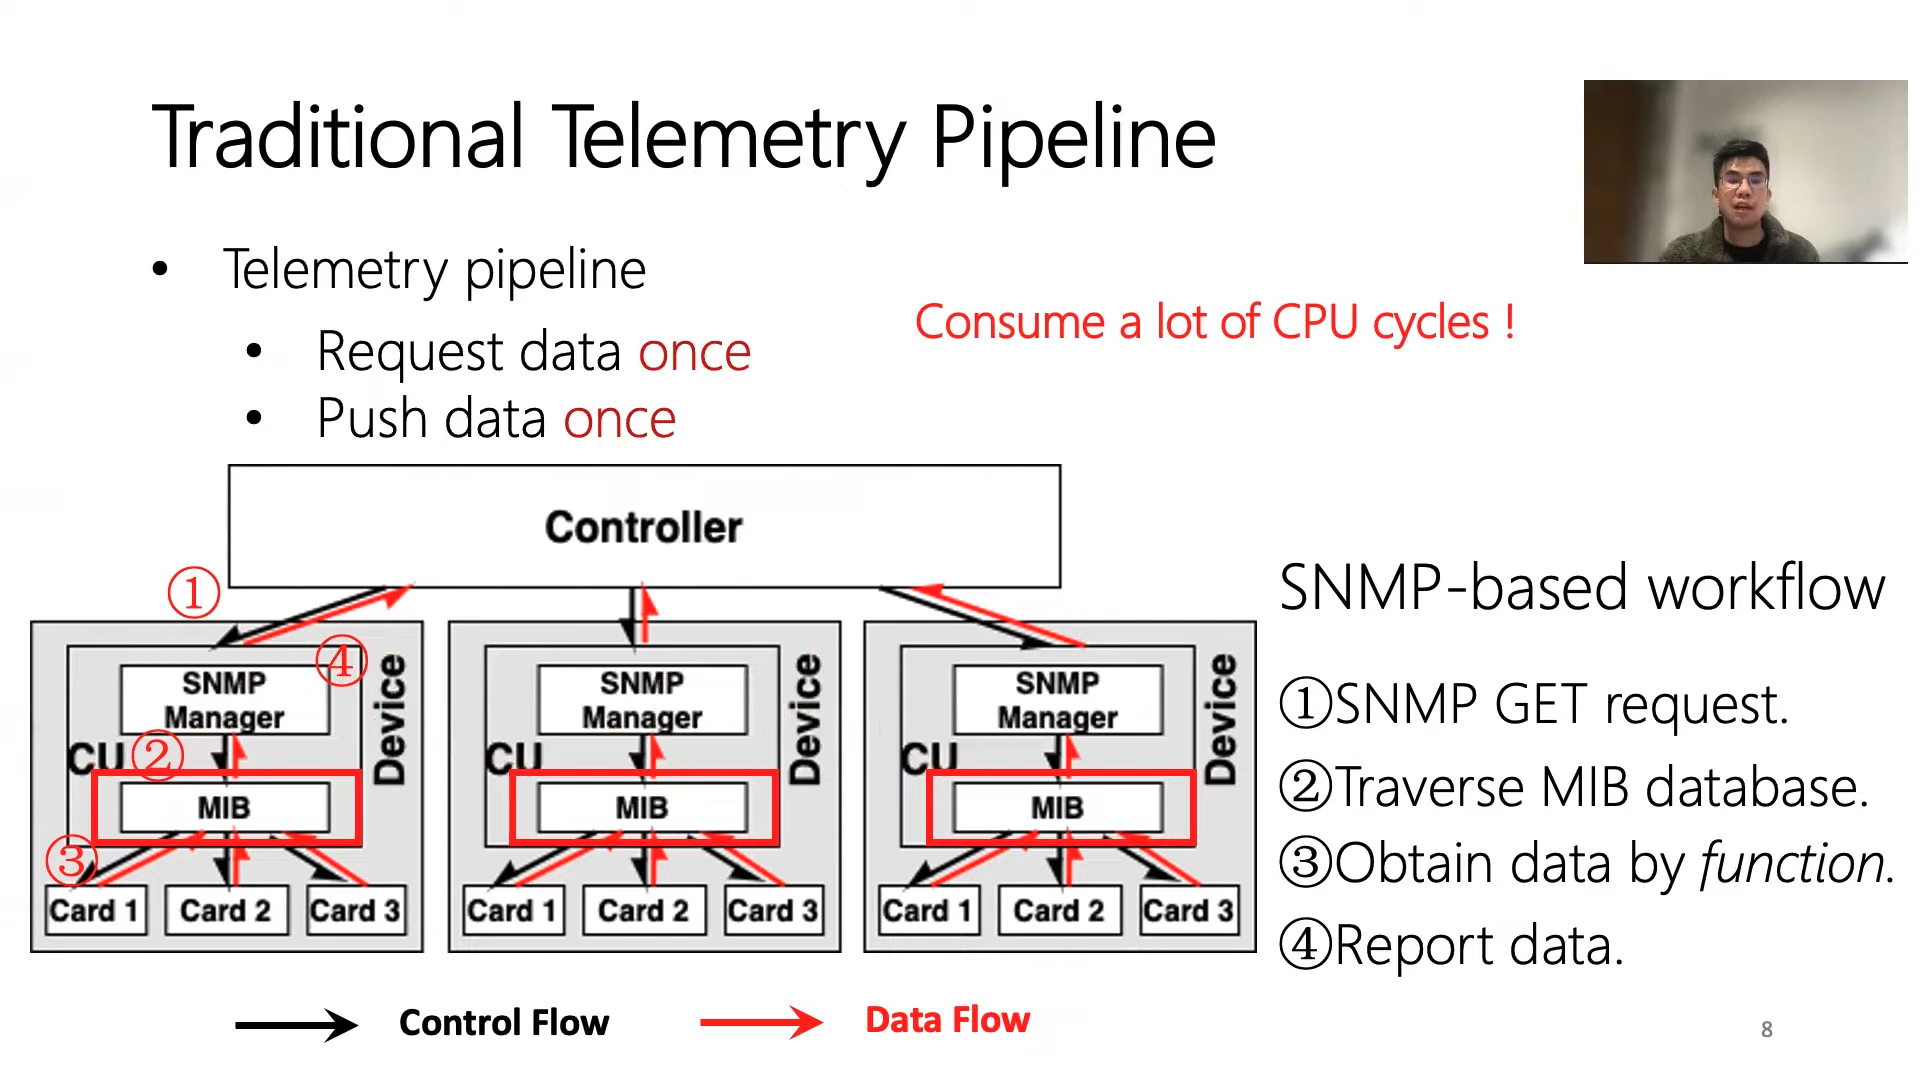 Traditional Telemetry Pipeline
• Telemetry pipeline
• Request data once
• Push data once
Consume a lot of CPU cycles !
Controller
①
④
SNMP Manager
CU
②
Device
MIB
③
Card 1
Card 2
Card 3
SNMP Manager
CU
Device
MIB
Card 1
Card 2
Card 3
SNMP Manager
CU
Device
MIB
Card 1
Card 2
Card 3
SNMP-based workflow
①SNMP GET request.
②Traverse MIB database.
③Obtain data by function.
④Report data.
Control Flow
Data Flow
8